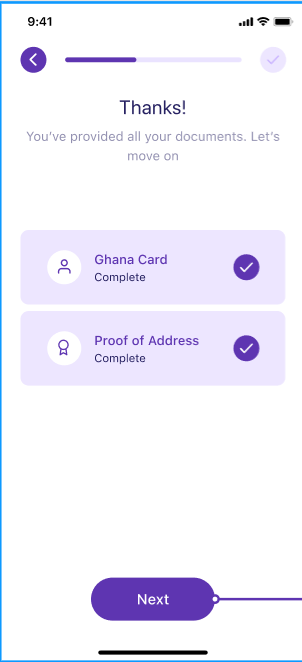 9:41
Thanks!
You've provided all your documents. Let's
move on
Ghana Card
Complete
Proof of Address
Complete
Next